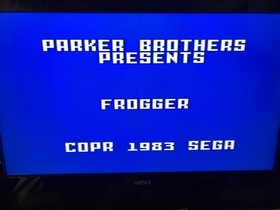 PARKER BROTHERS
PRESENTS
FROGGER
COPR 1983 SEGA